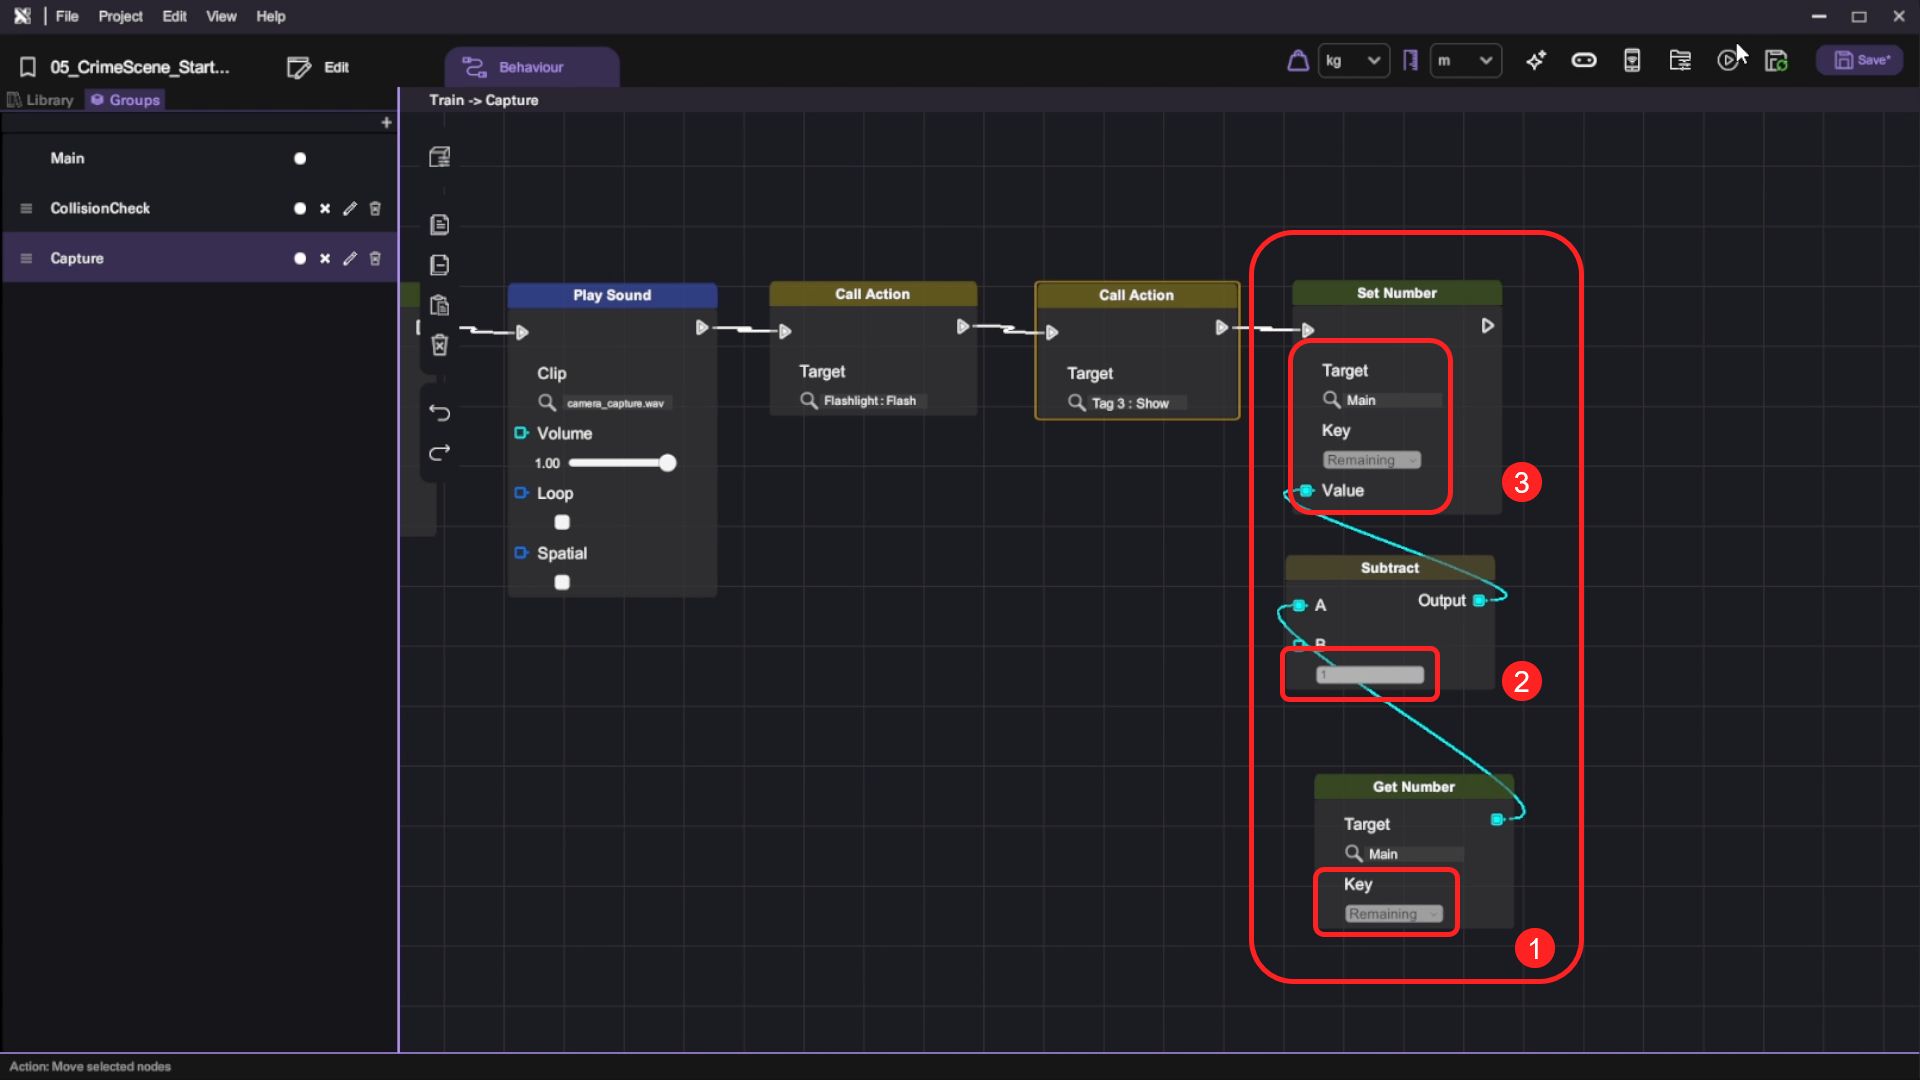 File Project Edit View Help
05_CrimeScene_Start... Edit Behaviour kg m Save*
Library Groups
Train -> Capture
+
Main
CollisionCheck
Capture
Play Sound
Clip
camera_capture.wav
Volume
1.00
Loop
Spatial
Call Action
Target
Flashlight : Flash
Call Action
Target
Tag 3 : Show
Set Number
Target
Main
Key
Remaining
Value
3
Subtract
A Output
B
1
2
Get Number
Target
Main
Key
Remaining
1
Action: Move selected nodes